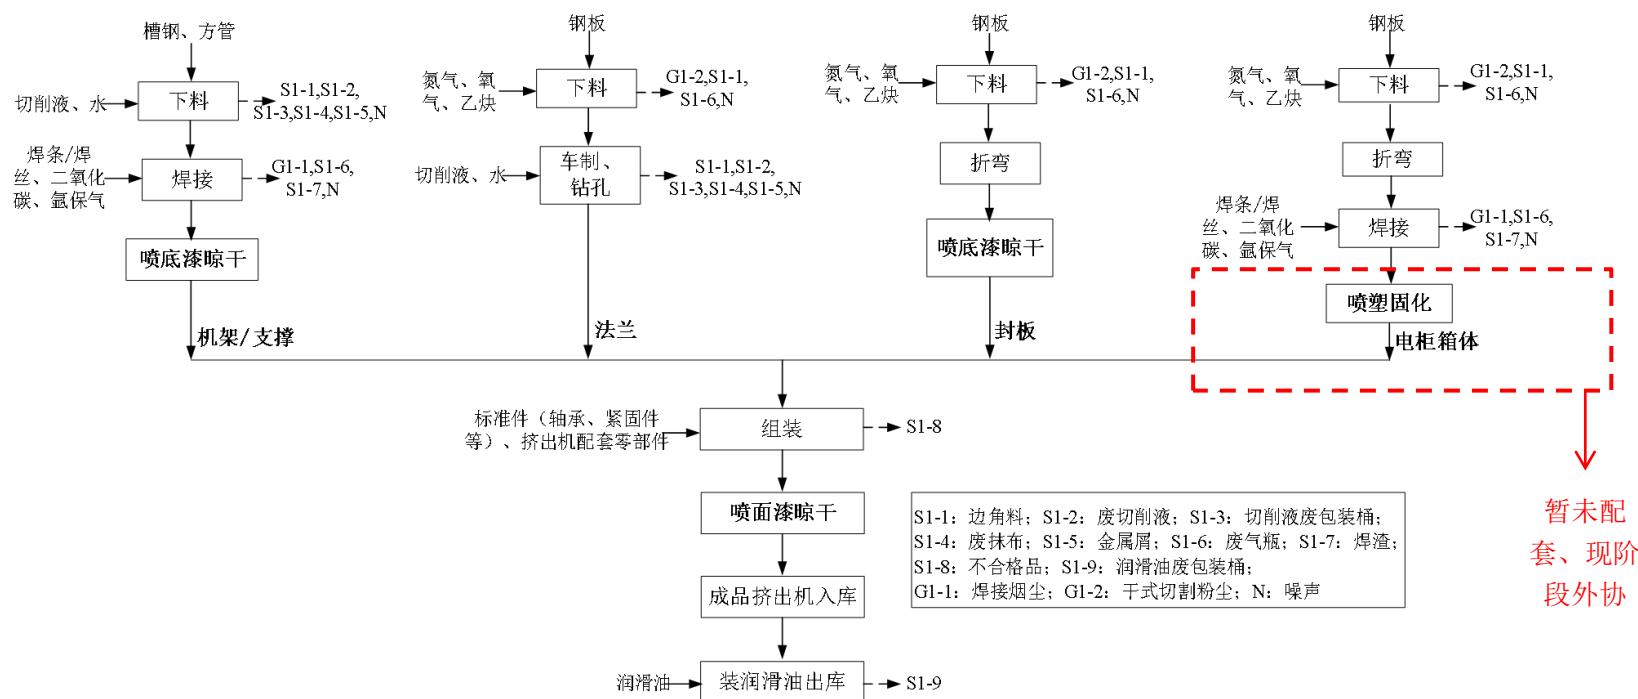 槽钢、方管
下料
切削液、水
S1-1,S1-2,
S1-3,S1-4,S1-5,N
焊条/焊
丝、二氧化
碳、氩保气
焊接
G1-1,S1-6,
S1-7,N
喷底漆晾干
机架/支撑
钢板
氮气、氧
气、乙炔
下料
G1-2,S1-1,
S1-6,N
切削液、水
车制、
钻孔
S1-1,S1-2,
S1-3,S1-4,S1-5,N
法兰
钢板
氮气、氧
气、乙炔
下料
G1-2,S1-1,
S1-6,N
折弯
喷底漆晾干
封板
钢板
氮气、氧
气、乙炔
下料
G1-2,S1-1,
S1-6,N
折弯
焊条/焊
丝、二氧化
碳、氩保气
焊接
G1-1,S1-6,
S1-7,N
喷塑固化
电柜箱体
标准件（轴承、紧固件
等）、挤出机配套零部件
组装
S1-8
喷面漆晾干
成品挤出机入库
润滑油
装润滑油出库
S1-9
S1-1：边角料；S1-2：废切削液；S1-3：切削液废包装桶；
S1-4：废抹布；S1-5：金属屑；S1-6：废气瓶；S1-7：焊渣；
S1-8：不合格品；S1-9：润滑油废包装桶；
G1-1：焊接烟尘；G1-2：干式切割粉尘；N：噪声
暂未配
套、现阶
段外协